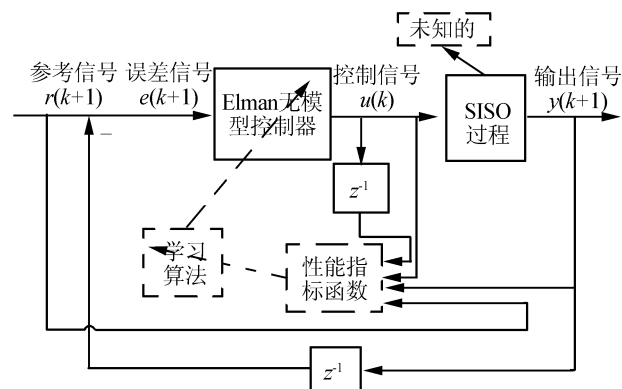 未知的
参考信号
r(k+1)
误差信号
e(k+1)
Elman无模
型控制器
控制信号
u(k)
SISO
过程
输出信号
y(k+1)
−
z-1
学习
算法
性能指
标函数
z-1